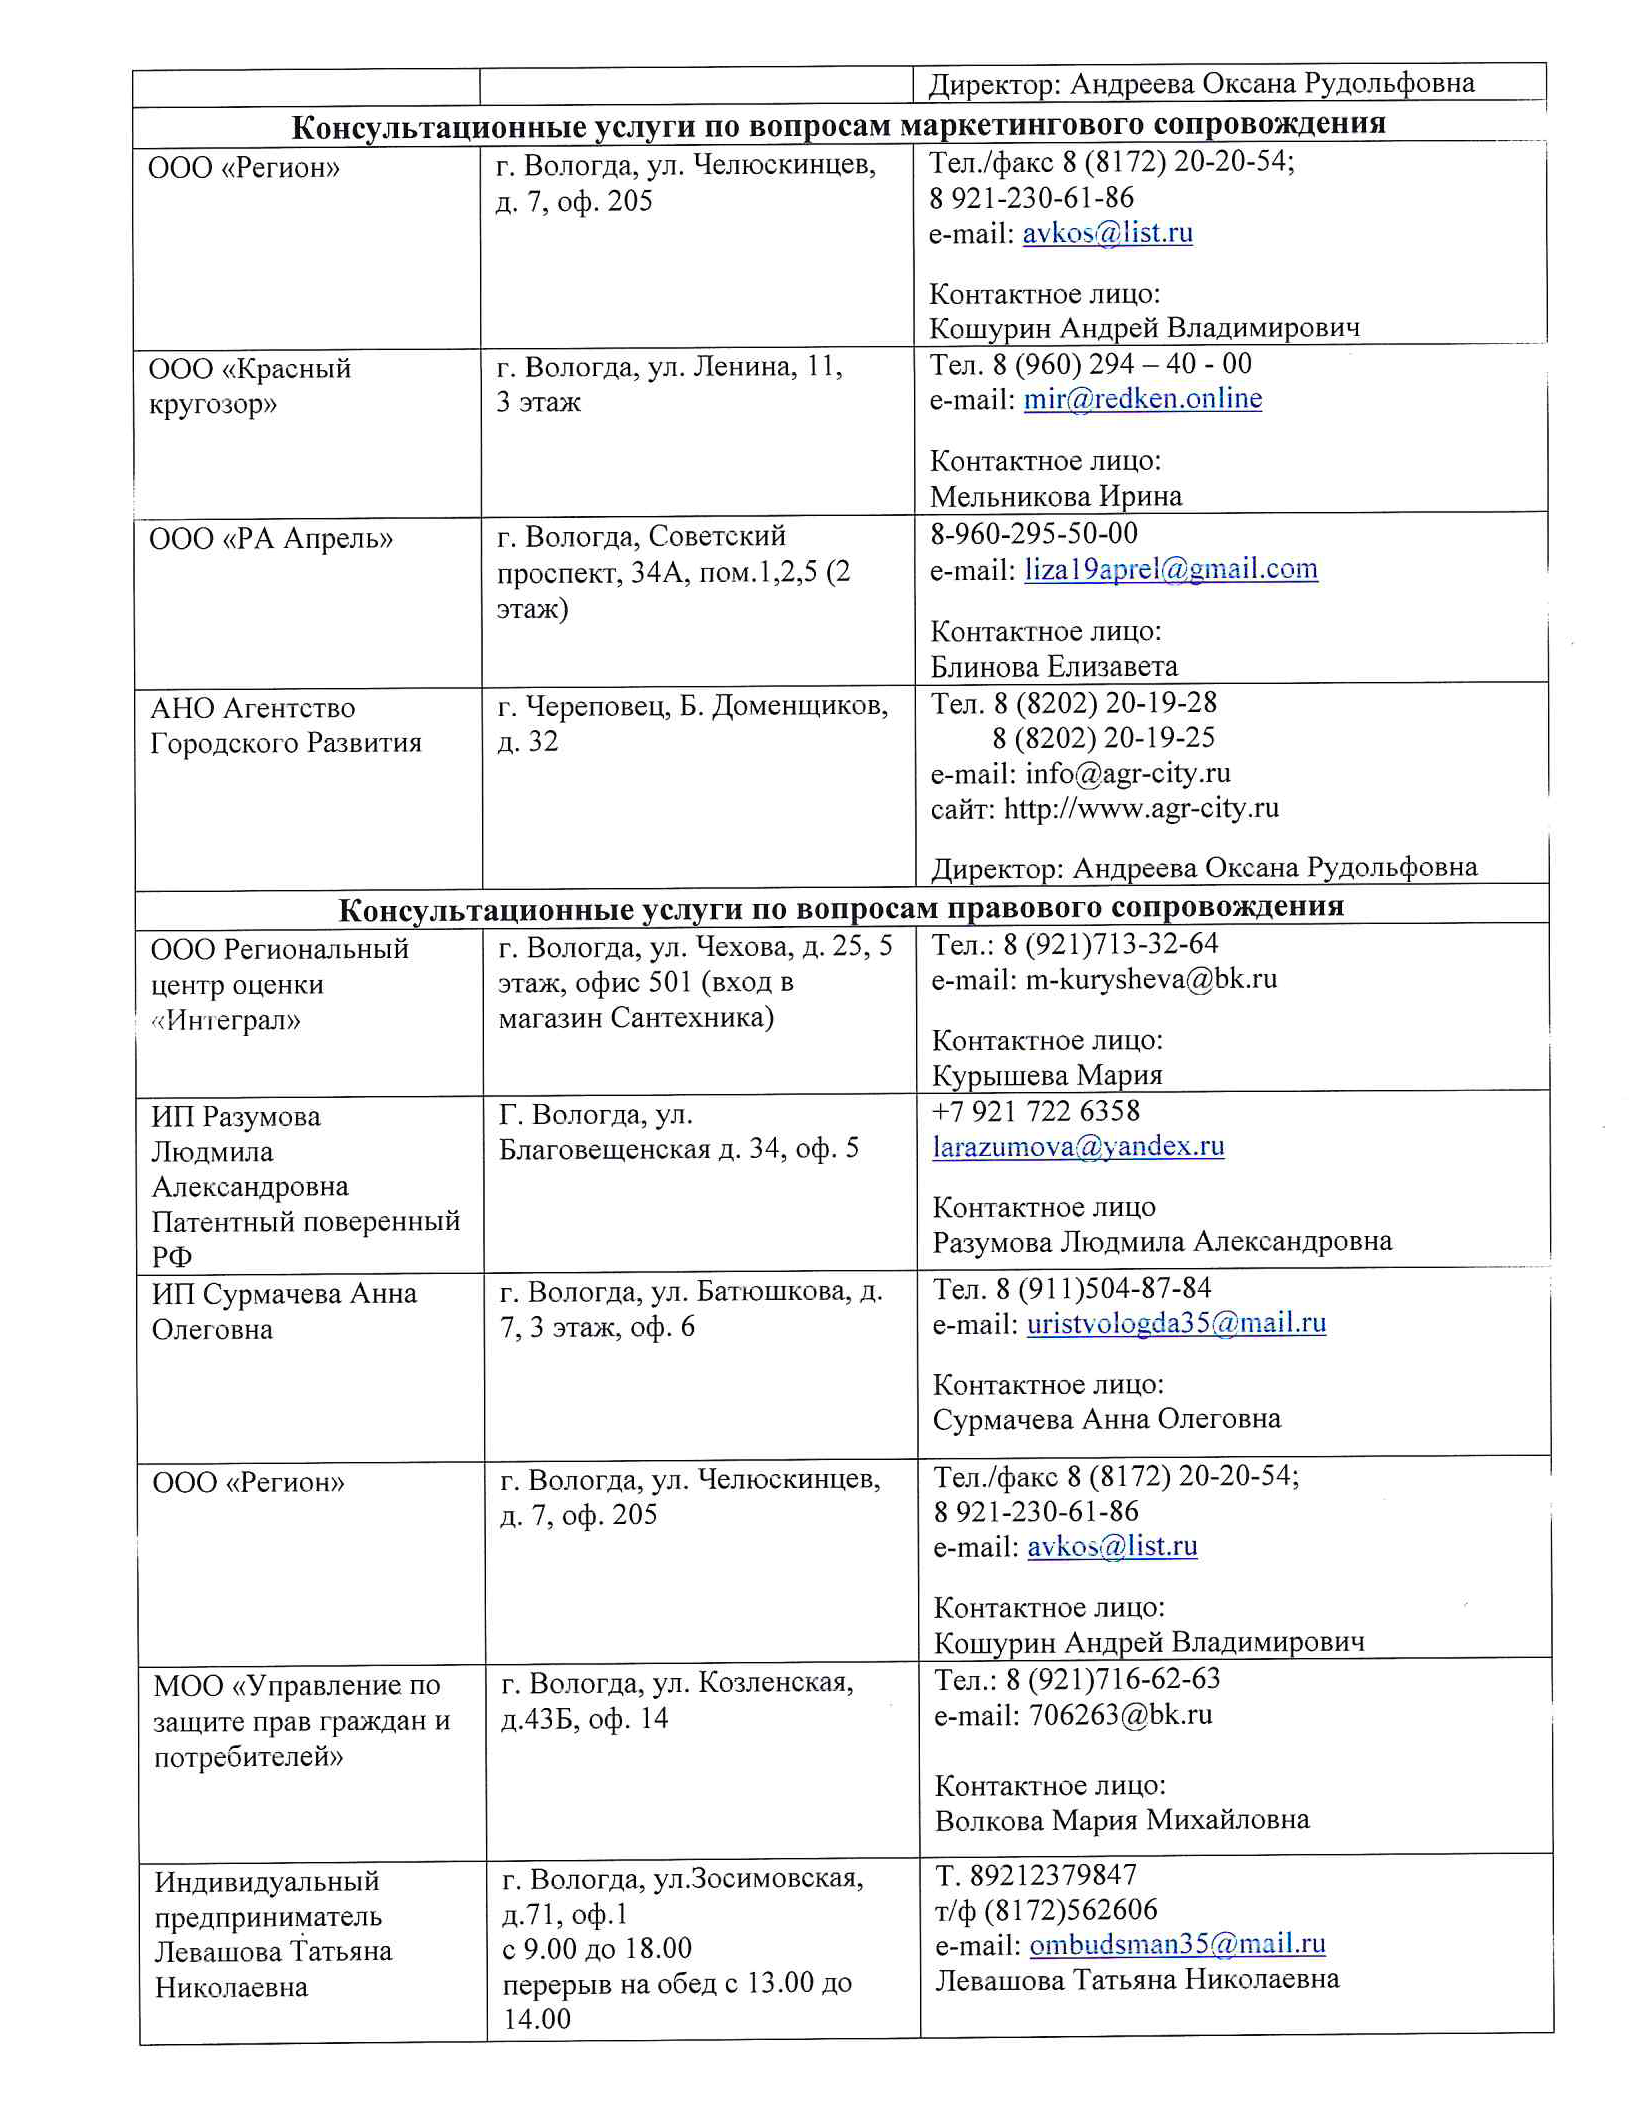 Директор: Андреева Оксана Рудольфовна
Консультационные услуги по вопросам маркетингового сопровождения
ООО «Регион»
г. Вологда, ул. Челюскинцев,
д. 7, оф. 205
Тел./факс 8 (8172) 20-20-54;
8 921-230-61-86
e-mail: avkos@list.ru
Контактное лицо:
Кошурин Андрей Владимирович
ООО «Красный
кругозор»
г. Вологда, ул. Ленина, 11,
3 этаж
Тел. 8 (960) 294 – 40 - 00
e-mail: mir@redken.online
Контактное лицо:
Мельникова Ирина
ООО «РА Апрель»
г. Вологда, Советский
проспект, 34А, пом.1,2,5 (2
этаж)
8-960-295-50-00
e-mail: liza19aprel@gmail.com
Контактное лицо:
Блинова Елизавета
АНО Агентство
Городского Развития
г. Череповец, Б. Доменщиков,
д. 32
Тел. 8 (8202) 20-19-28
8 (8202) 20-19-25
e-mail: info@agr-city.ru
сайт: http://www.agr-city.ru
Директор: Андреева Оксана Рудольфовна
Консультационные услуги по вопросам правового сопровождения
ООО Региональный
центр оценки
«Интеграл»
г. Вологда, ул. Чехова, д. 25, 5
этаж, офис 501 (вход в
магазин Сантехника)
Тел.: 8 (921)713-32-64
e-mail: m-kurysheva@bk.ru
Контактное лицо:
Курышева Мария
ИП Разумова
Людмила
Александровна
Патентный поверенный
РФ
Г. Вологда, ул.
Благовещенская д. 34, оф. 5
+7 921 722 6358
larazumova@yandex.ru
Контактное лицо
Разумова Людмила Александровна
ИП Сурмачева Анна
Олеговна
г. Вологда, ул. Батюшкова, д.
7, 3 этаж, оф. 6
Тел. 8 (911)504-87-84
e-mail: uristvologda35@mail.ru
Контактное лицо:
Сурмачева Анна Олеговна
ООО «Регион»
г. Вологда, ул. Челюскинцев,
д. 7, оф. 205
Тел./факс 8 (8172) 20-20-54;
8 921-230-61-86
e-mail: avkos@list.ru
Контактное лицо:
Кошурин Андрей Владимирович
МОО «Управление по
защите прав граждан и
потребителей»
г. Вологда, ул. Козленская,
д.43Б, оф. 14
Тел.: 8 (921)716-62-63
e-mail: 706263@bk.ru
Контактное лицо:
Волкова Мария Михайловна
Индивидуальный
предприниматель
Левашова Татьяна
Николаевна
г. Вологда, ул.Зосимовская,
д.71, оф.1
с 9.00 до 18.00
перерыв на обед с 13.00 до
14.00
Т. 89212379847
т/ф (8172)562606
e-mail: ombudsman35@mail.ru
Левашова Татьяна Николаевна